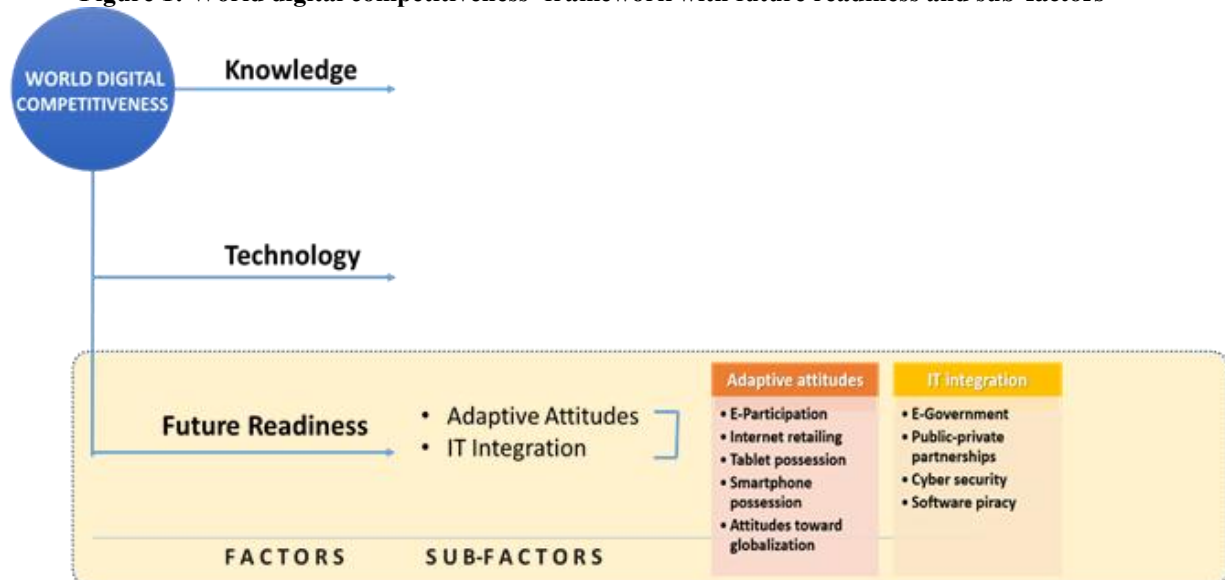 Figure 1: World digital competitiveness' framework with future readiness and sub-factors
WORLD DIGITAL
COMPETITIVENESS
Knowledge
Technology
Future Readiness
• Adaptive Attitudes
• IT Integration
Adaptive attitudes
• E-Participation
• Internet retailing
• Tablet possession
• Smartphone
possession
• Attitudes toward
globalization
IT integration
• E-Government
• Public-private
partnerships
• Cyber security
• Software piracy
FACTORS
SUB-FACTORS